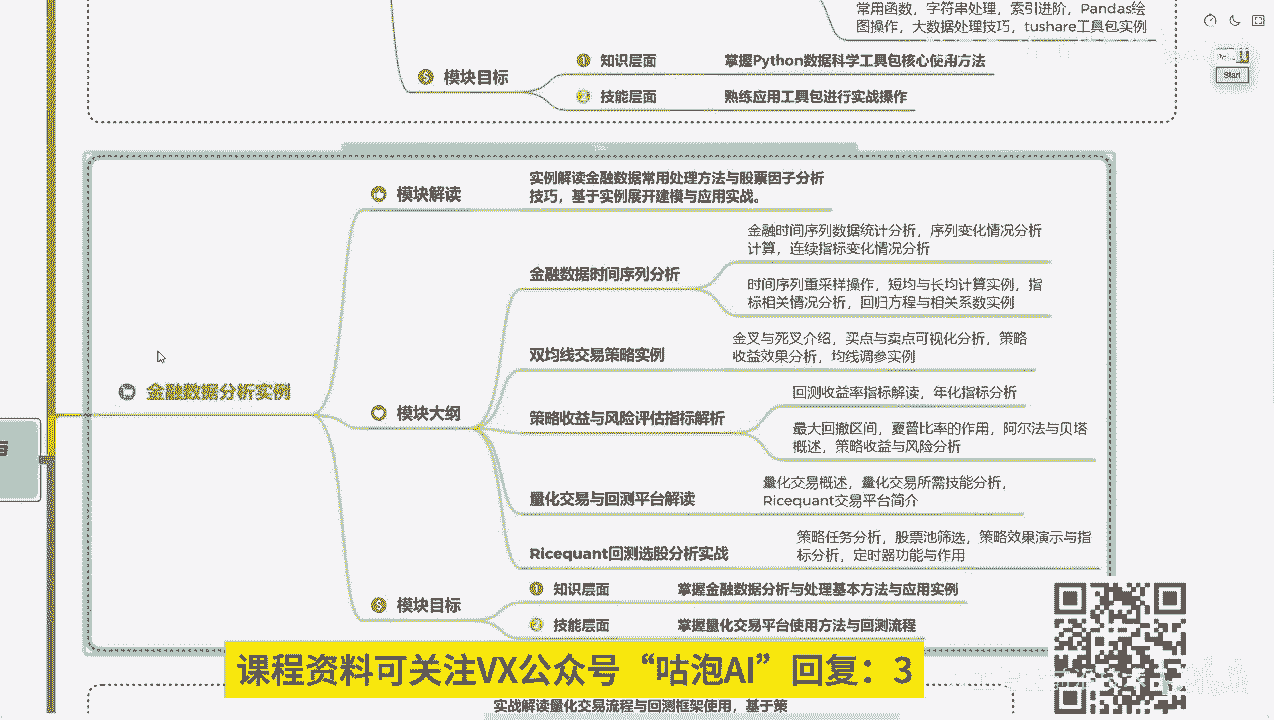 常用函数，字符串处理，索引进阶，Pandas绘
图操作，大数据处理技巧，tushare工具包实例
模块目标
知识层面
掌握Python数据科学工具包核心使用方法
技能层面
熟练应用工具包进行实战操作
Start
金融数据分析实例
模块解读
实例解读金融数据常用处理方法与股票因子分析
技巧，基于实例展开建模与应用实战。
模块大纲
金融数据时间序列分析
金融时间序列数据统计分析，序列变化情况分析
计算，连续指标变化情况分析
时间序列重采样操作，短均与长均计算实例，指
标相关情况分析，回归方程与相关系数实例
双均线交易策略实例
金叉与死叉介绍，买点与卖点可视化分析，策略
收益效果分析，均线调参实例
策略收益与风险评估指标解析
回测收益率指标解读，年化指标分析
最大回撤区间，夏普比率的作用，阿尔法与贝塔
概述，策略收益与风险分析
量化交易与回测平台解读
量化交易概述，量化交易所需技能分析，
Ricequant交易平台简介
Ricequant回测选股分析实战
策略任务分析，股票池筛选，策略效果演示与指
标分析，定时器功能与作用
模块目标
知识层面
掌握金融数据分析与处理基本方法与应用实例
技能层面
掌握量化交易平台使用方法与回测流程
课程资料可关注VX公众号“咕泡AI”回复：3
实战解读量化交易流程与回测框架使用，基于策